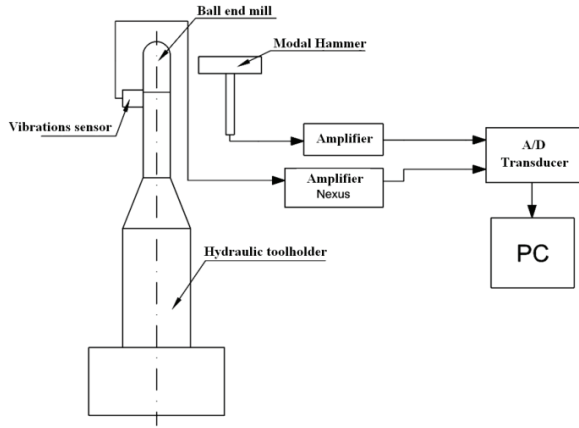 Ball end mill
Modal Hammer
Vibrations sensor
Amplifier
A/D
Transducer
Amplifier
Nexus
PC
Hydraulic toolholder